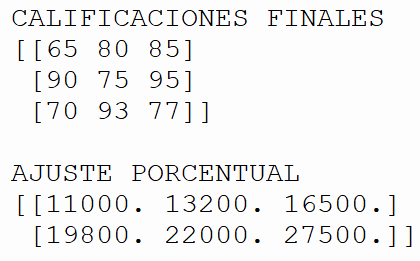 CALIFICACIONES FINALES
[[65 80 85]
[90 75 95]
[70 93 77]]
AJUSTE PORCENTUAL
[[11000. 13200. 16500.]
[19800. 22000. 27500.]]